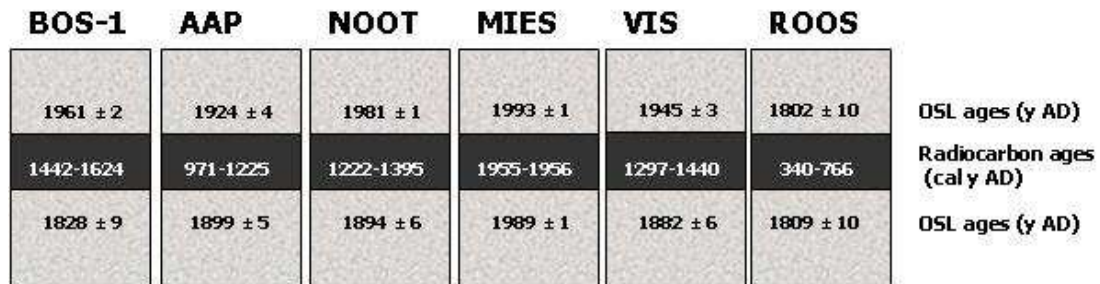 BOS-1 AAP NOOT MIES VIS ROOS
1961 ± 2 1924 ± 4 1981 ± 1 1993 ± 1 1945 ± 3 1802 ± 10 OSL ages (y AD)
1442-1624 971-1225 1222-1395 1955-1956 1297-1440 340-766 Radiocarbon ages
(cal y AD)
1828 ± 9 1899 ± 5 1894 ± 6 1989 ± 1 1882 ± 6 1809 ± 10 OSL ages (y AD)